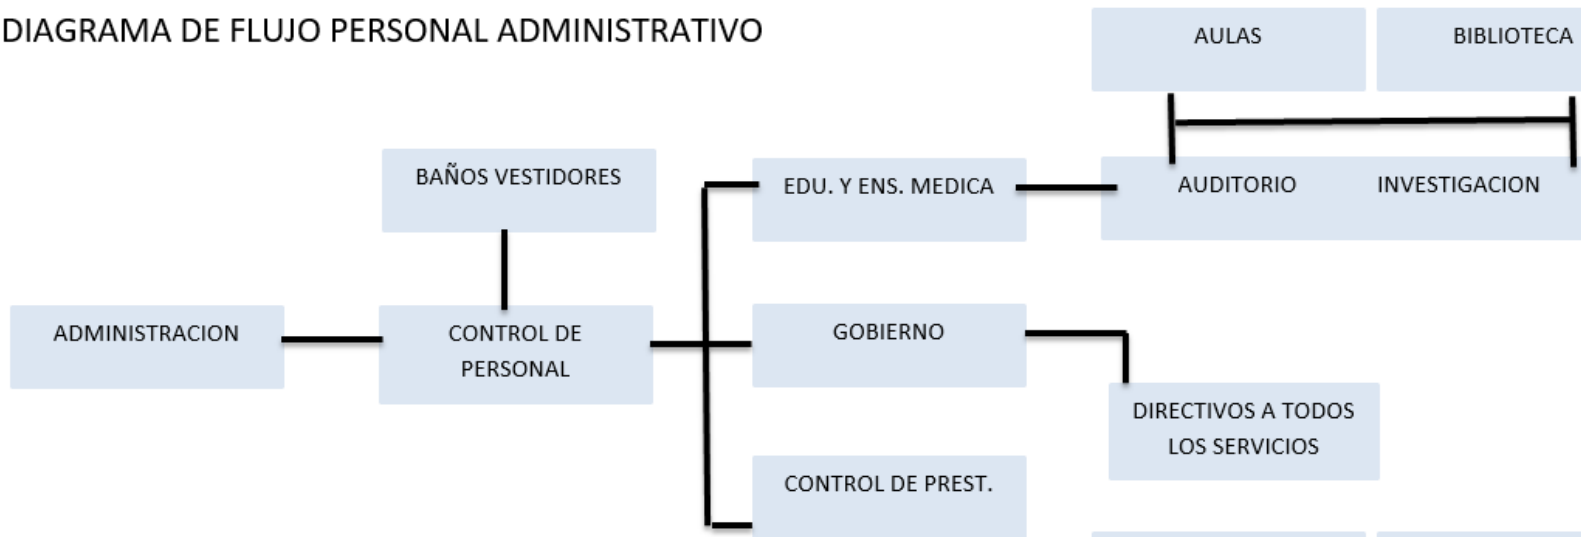 DIAGRAMA DE FLUJO PERSONAL ADMINISTRATIVO
AULAS
BIBLIOTECA
BAÑOS VESTIDORES
EDU. Y ENS. MEDICA
AUDITORIO
INVESTIGACION
ADMINISTRACION
CONTROL DE
PERSONAL
GOBIERNO
DIRECTIVOS A TODOS
LOS SERVICIOS
CONTROL DE PREST.